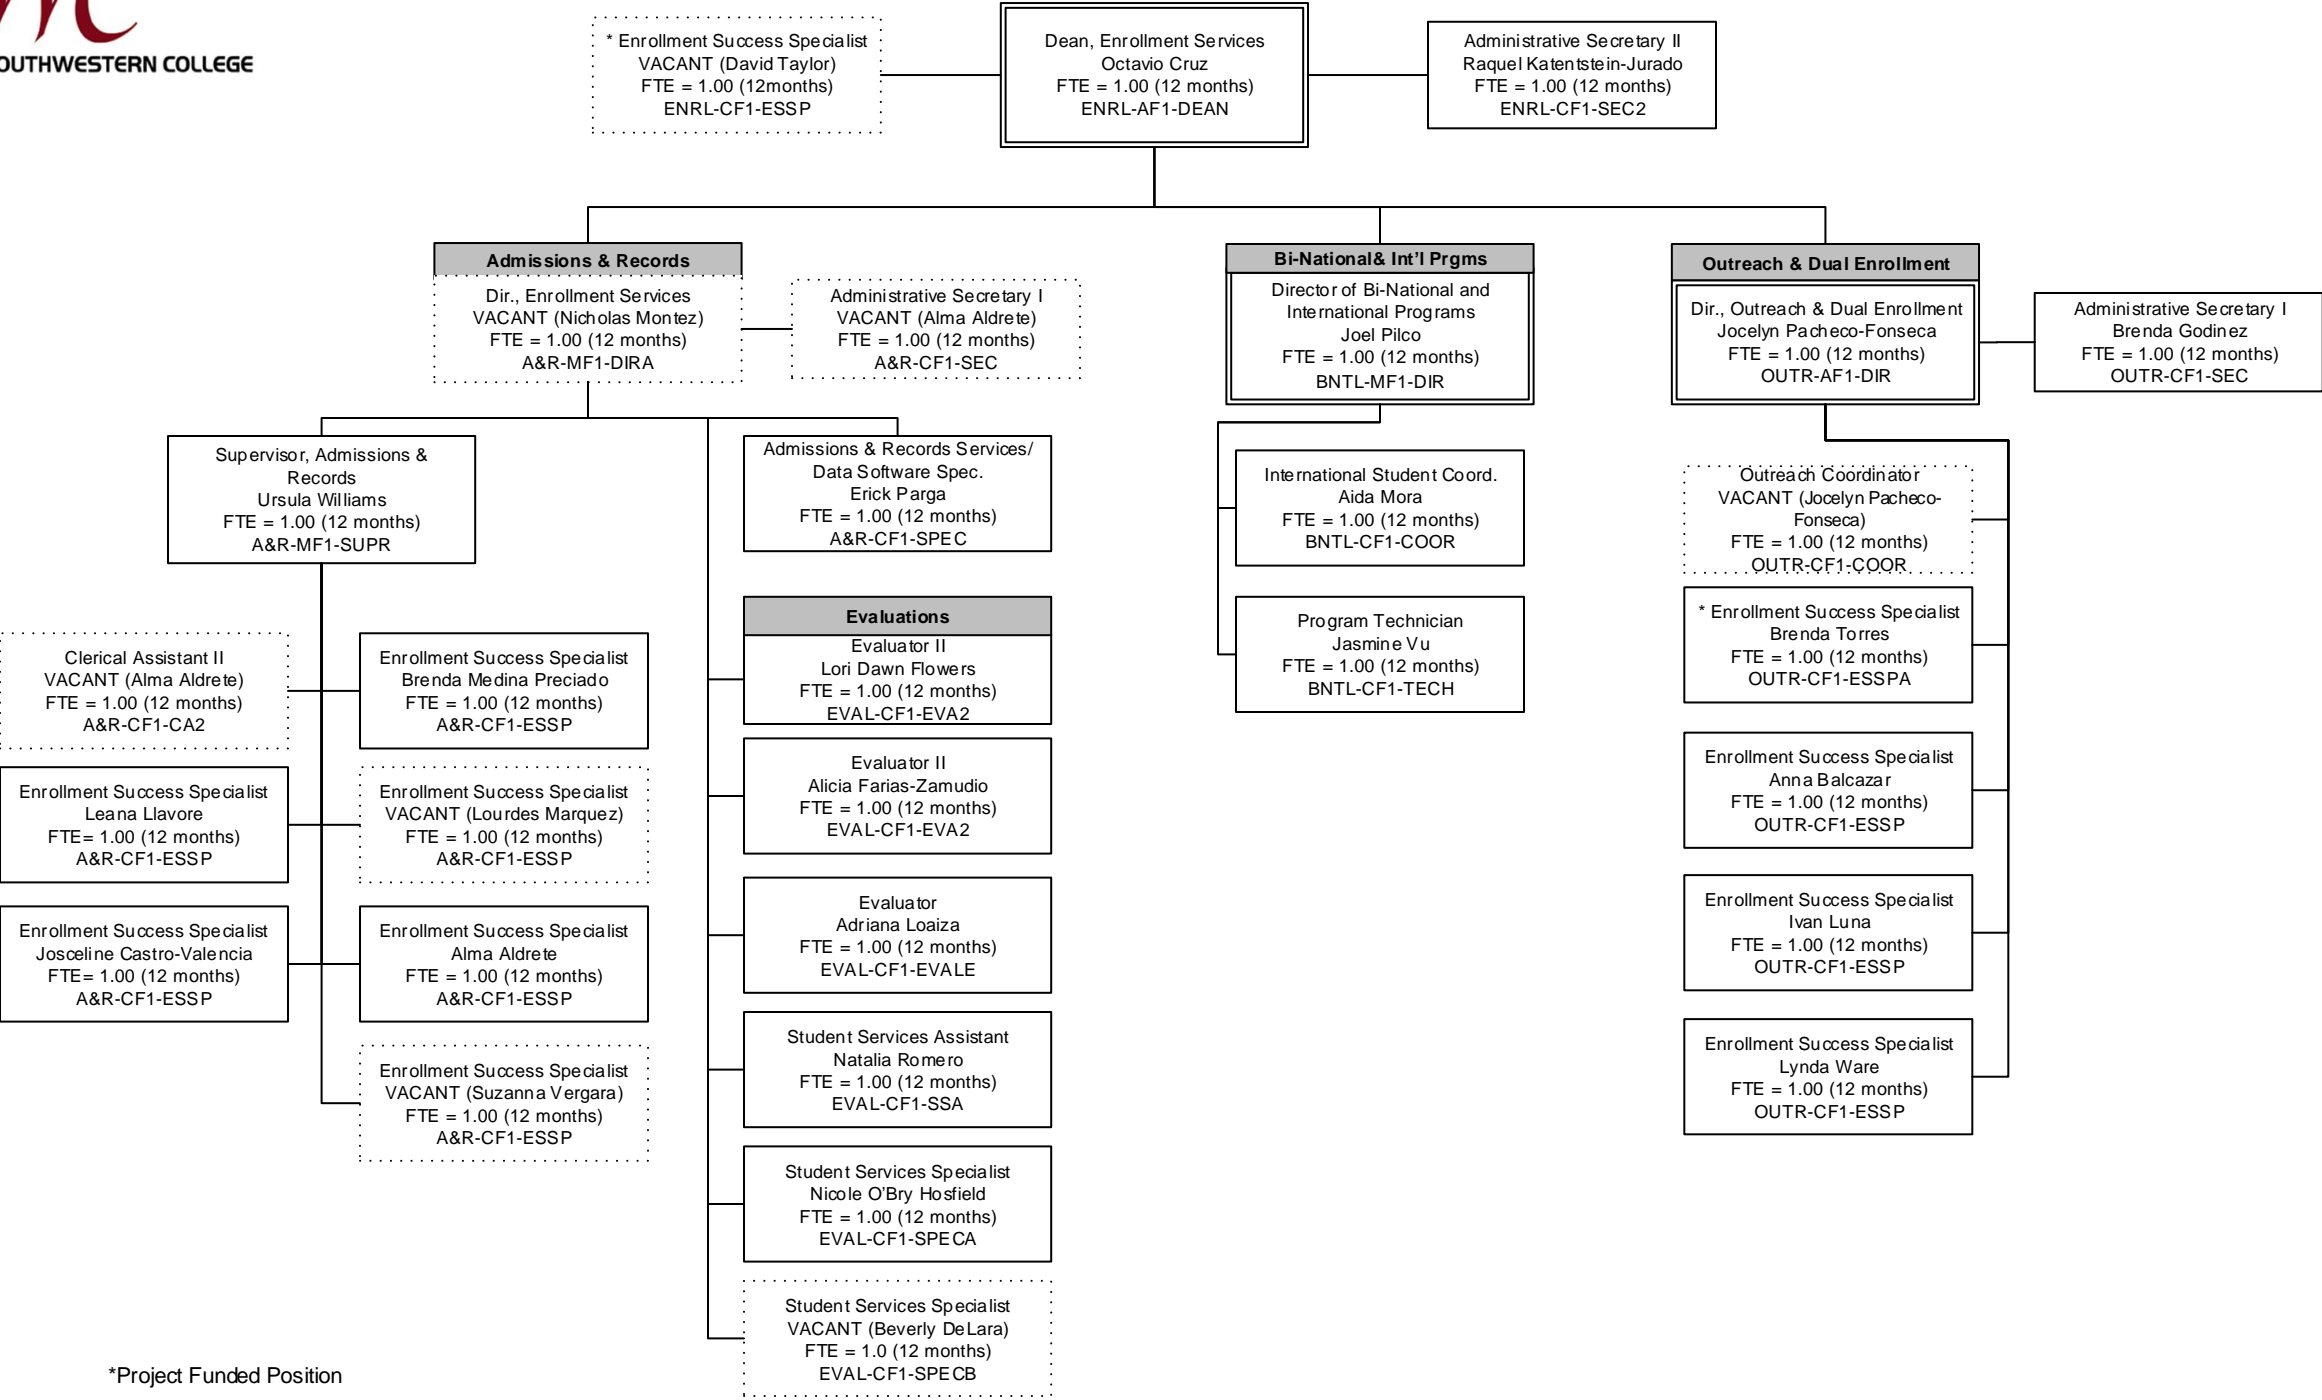 OUTHWESTERN COLLEGE
* Enrollment Success Specialist
VACANT (David Taylor)
FTE = 1.00 (12months)
ENRL-CF1-ESSP
Dean, Enrollment Services
Octavio Cruz
FTE = 1.00 (12 months)
ENRL-AF1-DEAN
Administrative Secretary II
Raquel Katentstein-Jurado
FTE = 1.00 (12 months)
ENRL-CF1-SEC2
Admissions & Records
Dir., Enrollment Services
VACANT (Nicholas Montez)
FTE = 1.00 (12 months)
A&R-MF1-DIRA
Administrative Secretary I
VACANT (Alma Aldrete)
FTE = 1.00 (12 months)
A&R-CF1-SEC
Bi-National& Int'l Prgms
Director of Bi-National and
International Programs
Joel Pilco
FTE = 1.00 (12 months)
BNTL-MF1-DIR
Outreach & Dual Enrollment
Dir., Outreach & Dual Enrollment
Jocelyn Pacheco-Fonseca
FTE = 1.00 (12 months)
OUTR-AF1-DIR
Administrative Secretary I
Brenda Godinez
FTE = 1.00 (12 months)
OUTR-CF1-SEC
Supervisor, Admissions &
Records
Ursula Williams
FTE = 1.00 (12 months)
A&R-MF1-SUPR
Admissions & Records Services/
Data Software Spec.
Erick Parga
FTE = 1.00 (12 months)
A&R-CF1-SPEC
International Student Coord.
Aida Mora
FTE = 1.00 (12 months)
BNTL-CF1-COOR
Outreach Coordinator
VACANT (Jocelyn Pacheco-
Fonseca)
FTE = 1.00 (12 months)
OUTR-CF1-COOR
Clerical Assistant II
VACANT (Alma Aldrete)
FTE = 1.00 (12 months)
A&R-CF1-CA2
Enrollment Success Specialist
Brenda Medina Preciado
FTE = 1.00 (12 months)
A&R-CF1-ESSP
Evaluations
Evaluator II
Lori Dawn Flowers
FTE = 1.00 (12 months)
EVAL-CF1-EVA2
Program Technician
Jasmine Vu
FTE = 1.00 (12 months)
BNTL-CF1-TECH
* Enrollment Success Specialist
Brenda Torres
FTE = 1.00 (12 months)
OUTR-CF1-ESSPA
Enrollment Success Specialist
Leana Llavore
FTE= 1.00 (12 months)
A&R-CF1-ESSP
Enrollment Success Specialist
VACANT (Lourdes Marquez)
FTE = 1.00 (12 months)
A&R-CF1-ESSP
Evaluator II
Alicia Farias-Zamudio
FTE = 1.00 (12 months)
EVAL-CF1-EVA2
Enrollment Success Specialist
Anna Balcazar
FTE = 1.00 (12 months)
OUTR-CF1-ESSP
Enrollment Success Specialist
Josceline Castro-Valencia
FTE= 1.00 (12 months)
A&R-CF1-ESSP
Enrollment Success Specialist
Alma Aldrete
FTE = 1.00 (12 months)
A&R-CF1-ESSP
Evaluator
Adriana Loaiza
FTE = 1.00 (12 months)
EVAL-CF1-EVALE
Enrollment Success Specialist
Ivan Luna
FTE = 1.00 (12 months)
OUTR-CF1-ESSP
Enrollment Success Specialist
VACANT (Suzanna Vergara)
FTE = 1.00 (12 months)
A&R-CF1-ESSP
Student Services Assistant
Natalia Romero
FTE = 1.00 (12 months)
EVAL-CF1-SSA
Enrollment Success Specialist
Lynda Ware
FTE = 1.00 (12 months)
OUTR-CF1-ESSP
Student Services Specialist
Nicole O'Bry Hosfield
FTE = 1.00 (12 months)
EVAL-CF1-SPECA
Student Services Specialist
VACANT (Beverly DeLara)
FTE = 1.0 (12 months)
EVAL-CF1-SPECB
*Project Funded Position